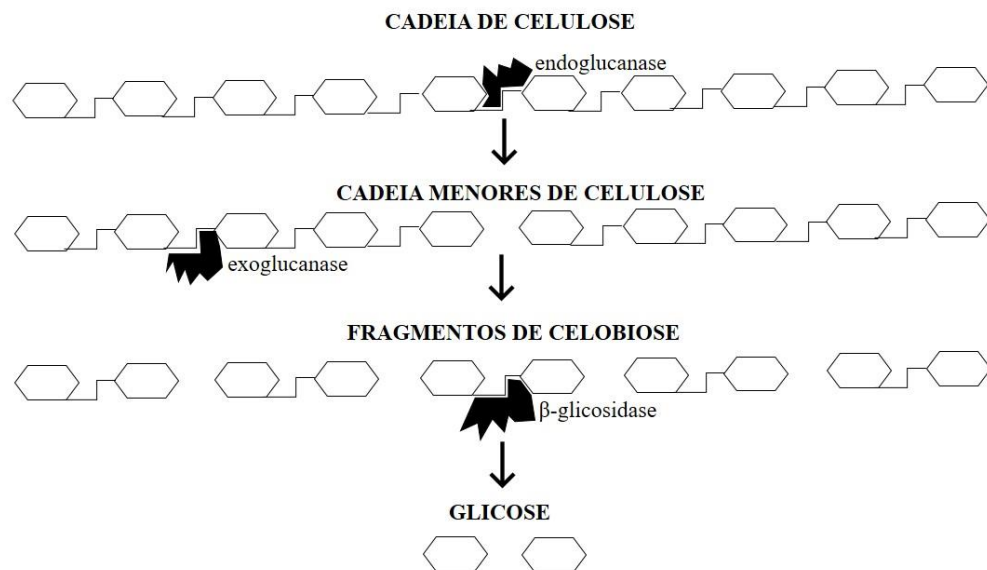 CADEIA DE CELULOSE
endoglucanase
CADEIA MENORES DE CELULOSE
exoglucanase
FRAGMENTOS DE CELOBIOSE
β-glicosidase
GLICOSE